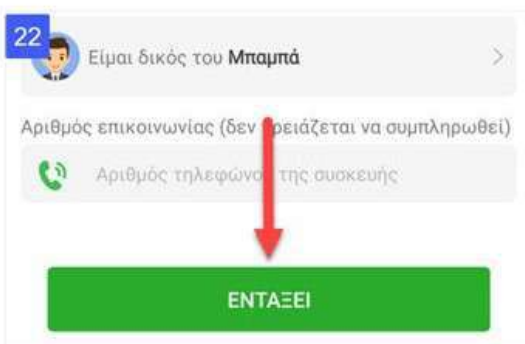 22
Είμαι δικός του Μπαμπά
Αριθμός επικοινωνίας (δεν χρειάζεται να συμπληρωθεί)
Αριθμός τηλεφώνου της συσκευής
ΕΝΤΑΞΕΙ